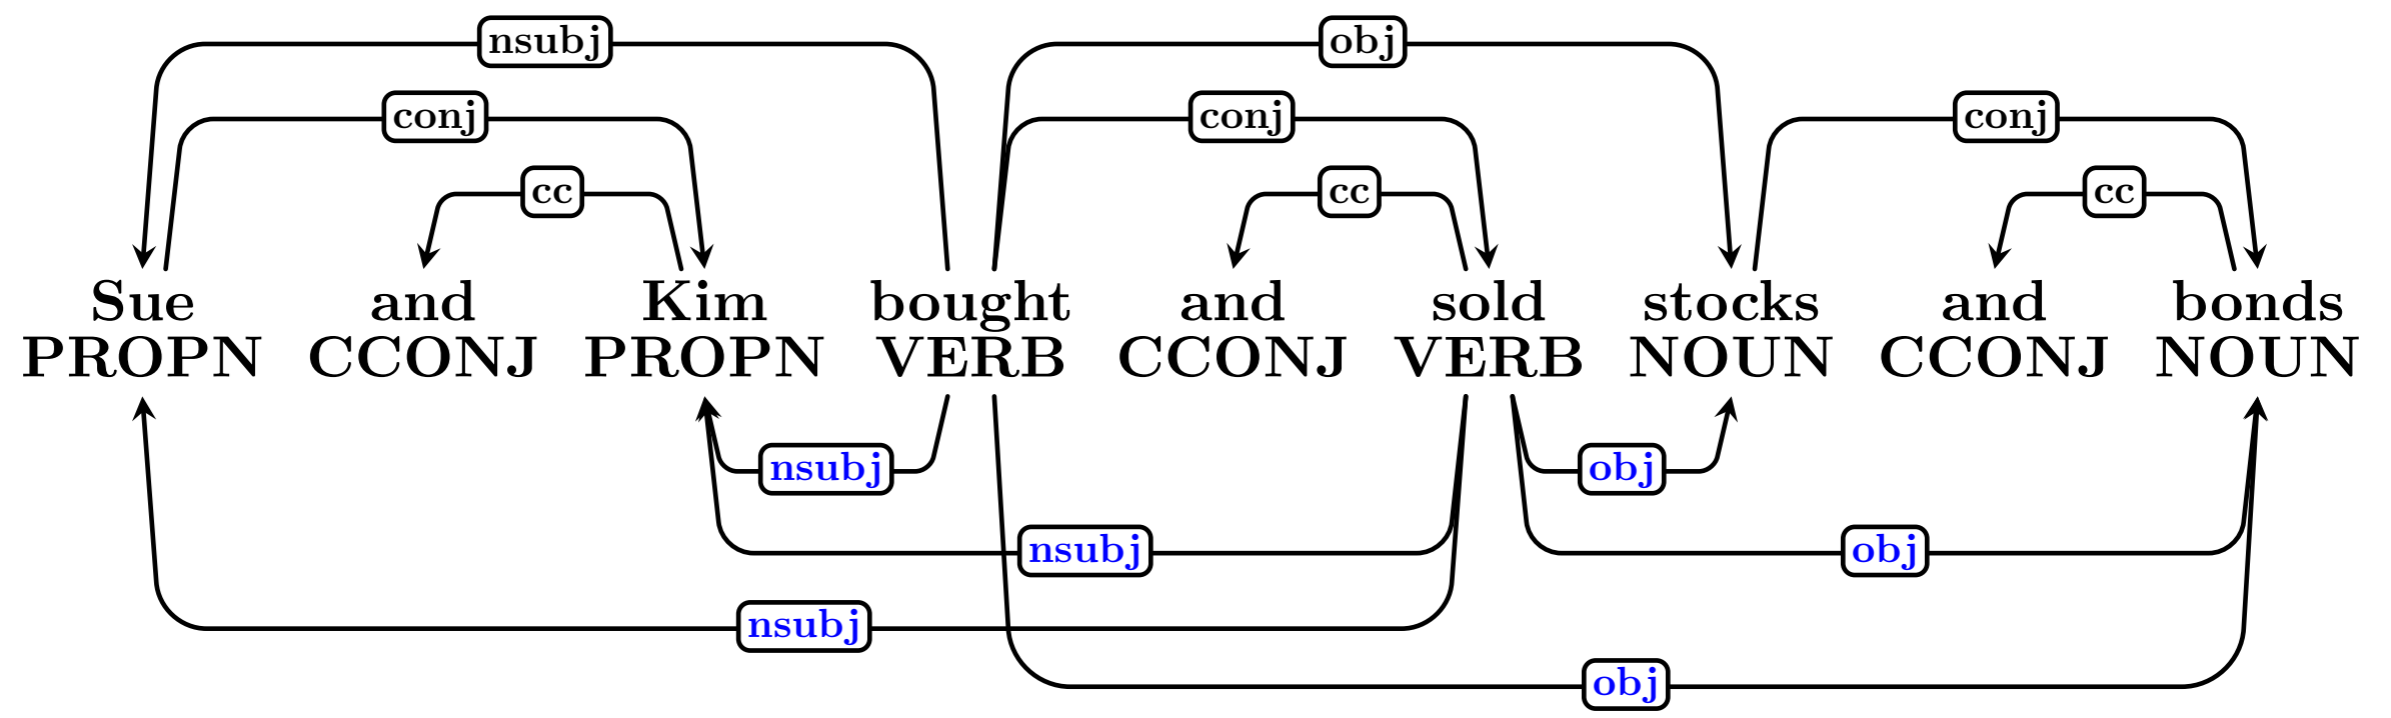 nsubj obj
conj conj conj
cc cc cc
Sue and Kim bought and sold stocks and bonds
PROPN CCONJ PROPN VERB CCONJ VERB NOUN CCONJ NOUN
nsubj obj
nsubj obj
nsubj
obj